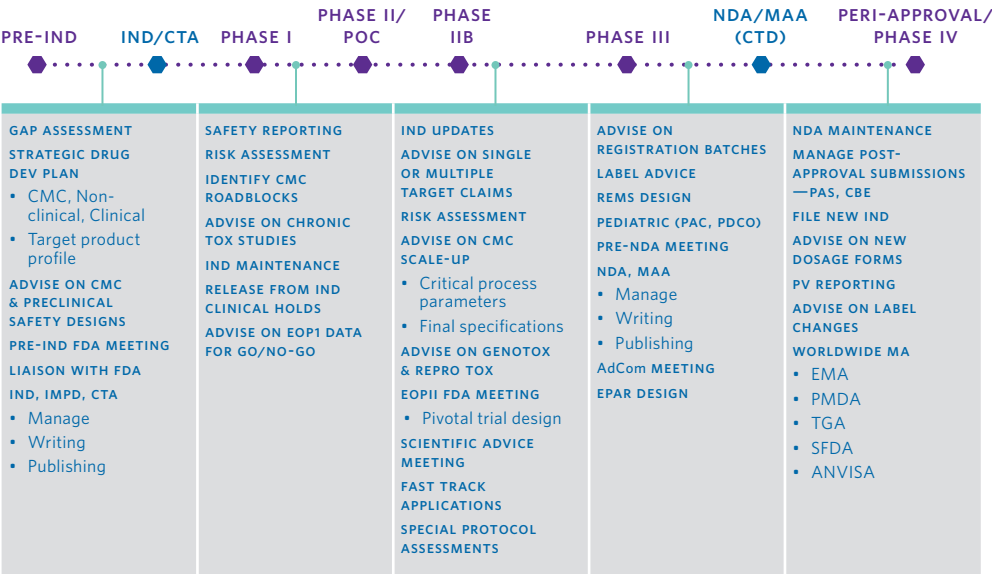 PRE-IND
IND/CTA
PHASE I
PHASE II/
POC
PHASE
IIB
PHASE III
NDA/MAA
(CTD)
PERI-APPROVAL/
PHASE IV
GAP ASSESSMENT
STRATEGIC DRUG
DEV PLAN
• CMC, Non-
clinical, Clinical
• Target product
profile
ADVISE ON CMC
& PRECLINICAL
SAFETY DESIGNS
PRE-IND FDA MEETING
LIAISON WITH FDA
IND, IMPD, CTA
• Manage
• Writing
• Publishing
SAFETY REPORTING
RISK ASSESSMENT
IDENTIFY CMC
ROADBLOCKS
ADVISE ON CHRONIC
TOX STUDIES
IND MAINTENANCE
RELEASE FROM IND
CLINICAL HOLDS
ADVISE ON EOP1 DATA
FOR GO/NO-GO
IND UPDATES
ADVISE ON SINGLE
OR MULTIPLE
TARGET CLAIMS
RISK ASSESSMENT
ADVISE ON CMC
SCALE-UP
• Critical process
parameters
• Final specifications
ADVISE ON GENOTOX
& REPRO TOX
EOPII FDA MEETING
• Pivotal trial design
SCIENTIFIC ADVICE
MEETING
FAST TRACK
APPLICATIONS
SPECIAL PROTOCOL
ASSESSMENTS
ADVISE ON
REGISTRATION BATCHES
LABEL ADVICE
REMS DESIGN
PEDIATRIC (PAC, PDCO)
PRE-NDA MEETING
NDA, MAA
• Manage
• Writing
• Publishing
AdCom MEETING
EPAR DESIGN
NDA MAINTENANCE
MANAGE POST-
APPROVAL SUBMISSIONS
—PAS, CBE
FILE NEW IND
ADVISE ON NEW
DOSAGE FORMS
PV REPORTING
ADVISE ON LABEL
CHANGES
WORLDWIDE MA
• EMA
• PMDA
• TGA
• SFDA
• ANVISA